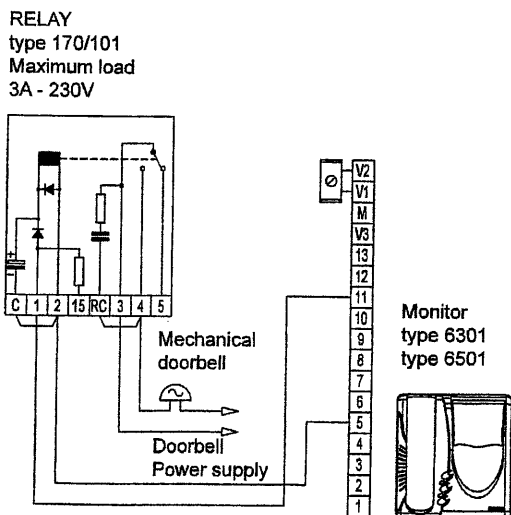 RELAY
type 170/101
Maximum load
3A - 230V
+
-
C 1 2 15 RC 3 4 5
Mechanical
doorbell
Doorbell
Power supply
V2
V1
M
V3
13
12
11
10
9
8
7
6
5
4
3
2
1
Monitor
type 6301
type 6501